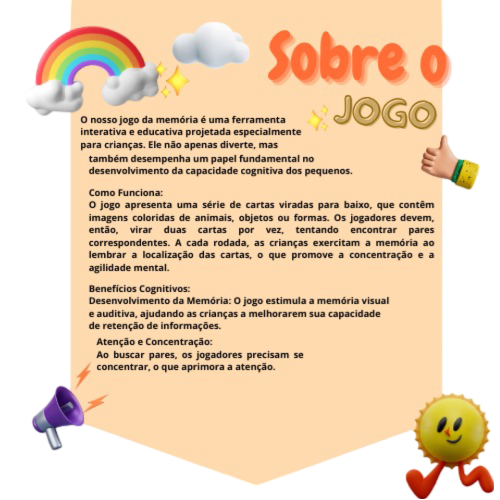 Sobre o
JOGO
O nosso jogo da memória é uma ferramenta
interativa e educativa projetada especialmente
para crianças. Ele não apenas diverte, mas
também desempenha um papel fundamental no
desenvolvimento da capacidade cognitiva dos pequenos.
Como Funciona:
O jogo apresenta uma série de cartas viradas para baixo, que contêm
imagens coloridas de animais, objetos ou formas. Os jogadores devem,
então, virar duas cartas por vez, tentando encontrar pares
correspondentes. A cada rodada, as crianças exercitam a memória ao
lembrar a localização das cartas, o que promove a concentração e a
agilidade mental.
Benefícios Cognitivos:
Desenvolvimento da Memória: O jogo estimula a memória visual
e auditiva, ajudando as crianças a melhorarem sua capacidade
de retenção de informações.
Atenção e Concentração:
Ao buscar pares, os jogadores precisam se
concentrar, o que aprimora a atenção.